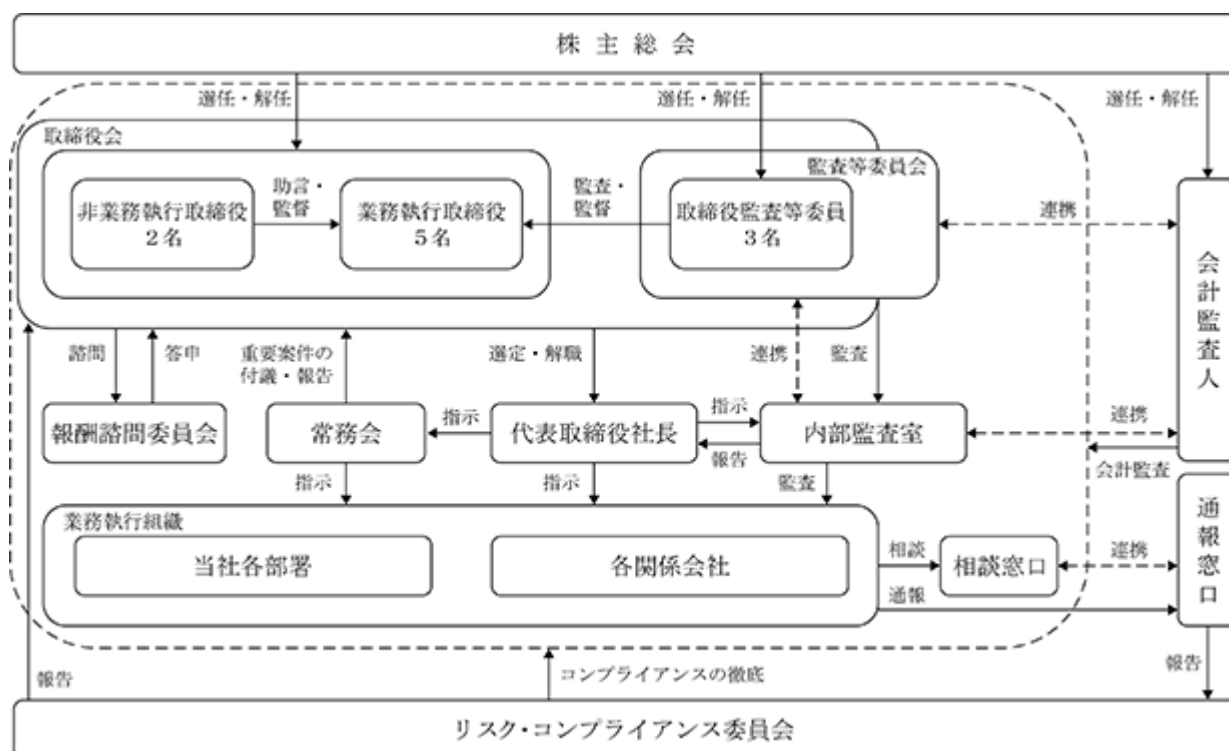 株主総会
選任・解任
選任・解任
選任・解任
取締役会
監査等委員会
非業務執行取締役
2名
助言・
監督
業務執行取締役
5名
監査・
監督
取締役監査等委員
3名
連携
会計監査人
諮問
答申
重要案件の
付議・報告
選定・解職
連携
監査
報酬諮問委員会
常務会
指示
代表取締役社長
指示
報告
内部監査室
連携
会計監査
指示
指示
監査
業務執行組織
当社各部署
各関係会社
相談
相談窓口
連携
通報窓口
通報
報告
コンプライアンスの徹底
報告
リスク・コンプライアンス委員会